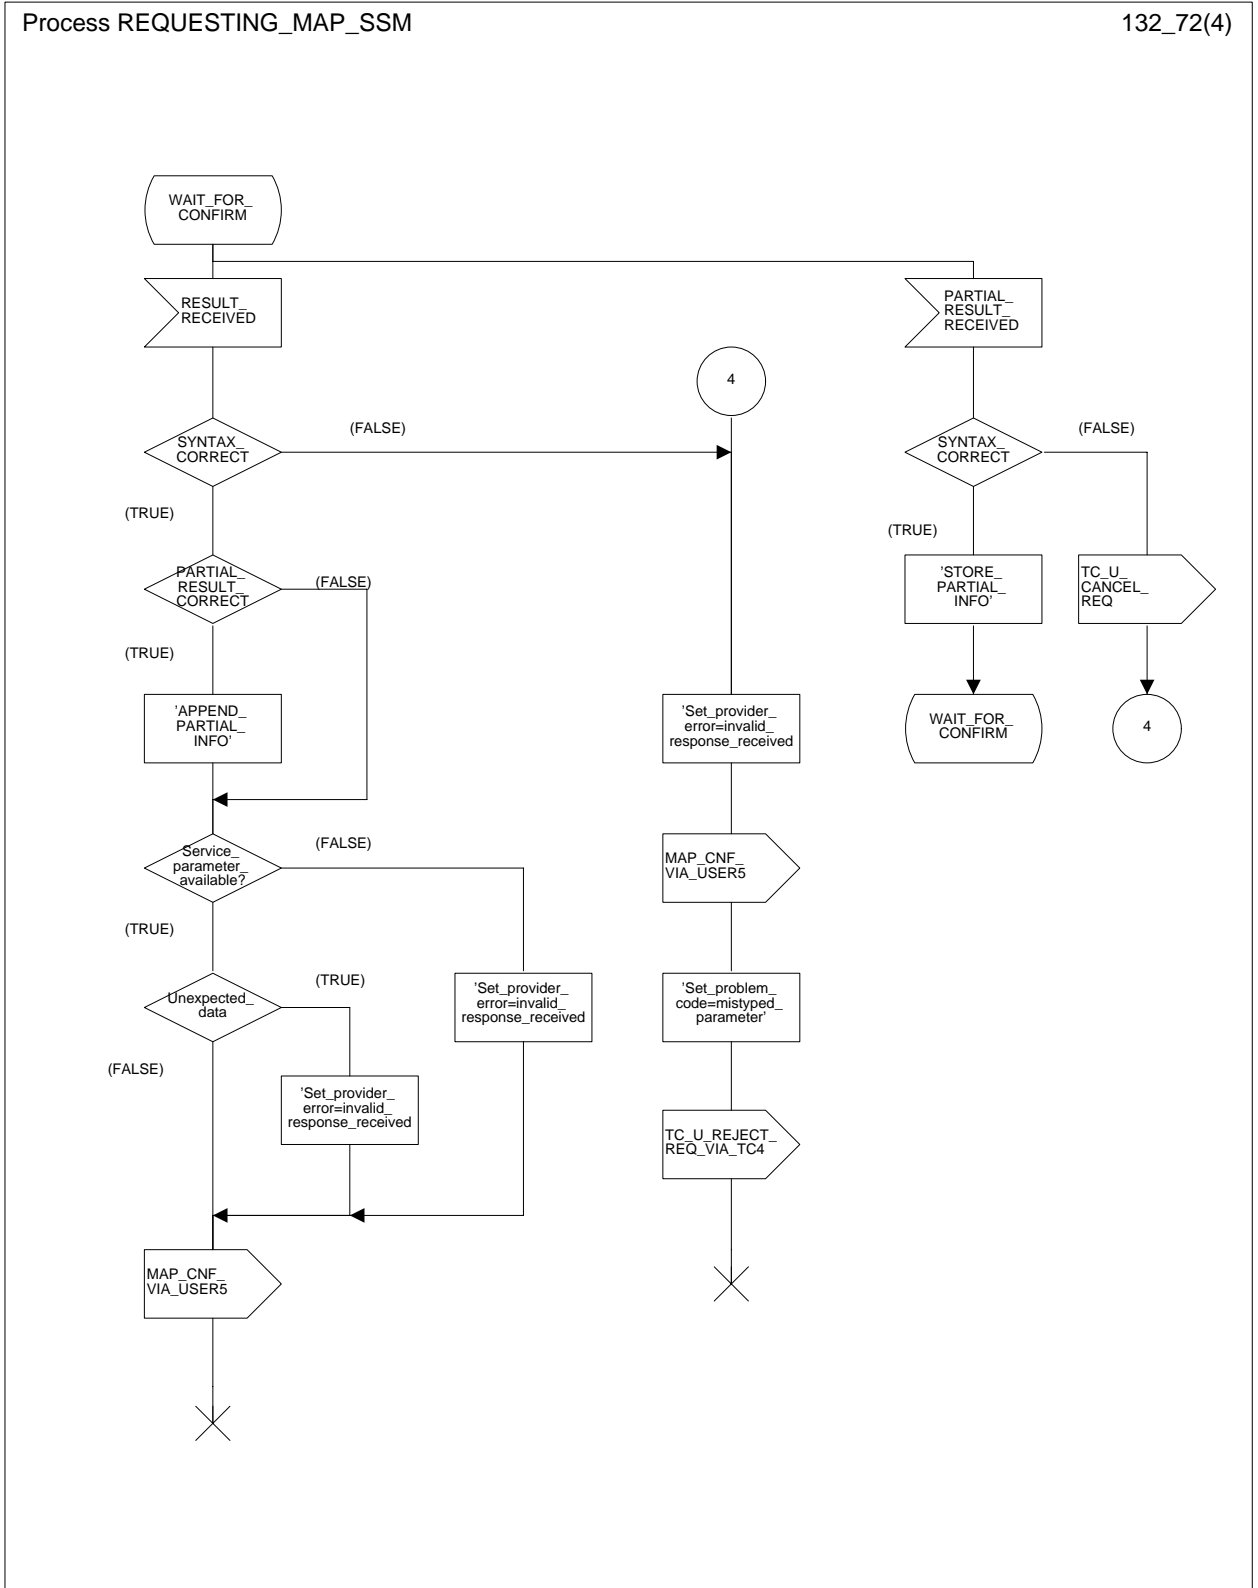 Process REQUESTING_MAP_SSM
132_72(4)
WAIT_FOR_
CONFIRM
RESULT_
RECEIVED
PARTIAL_
RESULT_
RECEIVED
4
SYNTAX_
CORRECT
(FALSE)
SYNTAX_
CORRECT
(FALSE)
(TRUE)
(TRUE)
PARTIAL_
RESULT_
CORRECT
(FALSE)
'STORE_
PARTIAL_
INFO'
TC_U_
CANCEL_
REQ
(TRUE)
'APPEND_
PARTIAL_
INFO'
'Set_provider_
error=invalid_
response_received
WAIT_FOR_
CONFIRM
4
Service_
parameter_
available?
(FALSE)
MAP_CNF_
VIA_USER5
(TRUE)
Unexpected_
data
(TRUE)
'Set_provider_
error=invalid_
response_received
'Set_problem_
code=mistyped_
parameter'
(FALSE)
'Set_provider_
error=invalid_
response_received
TC_U_REJECT_
REQ_VIA_TC4
MAP_CNF_
VIA_USER5